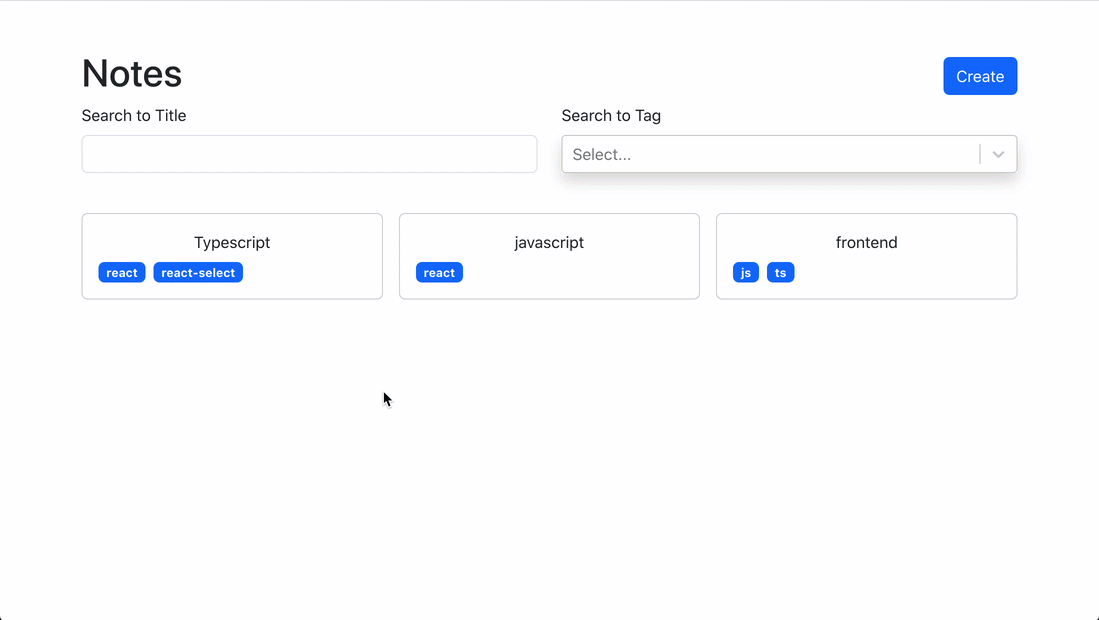 Notes
Create
Search to Title
Search to Tag
Select...
Typescript
react react-select
javascript
react
frontend
js ts